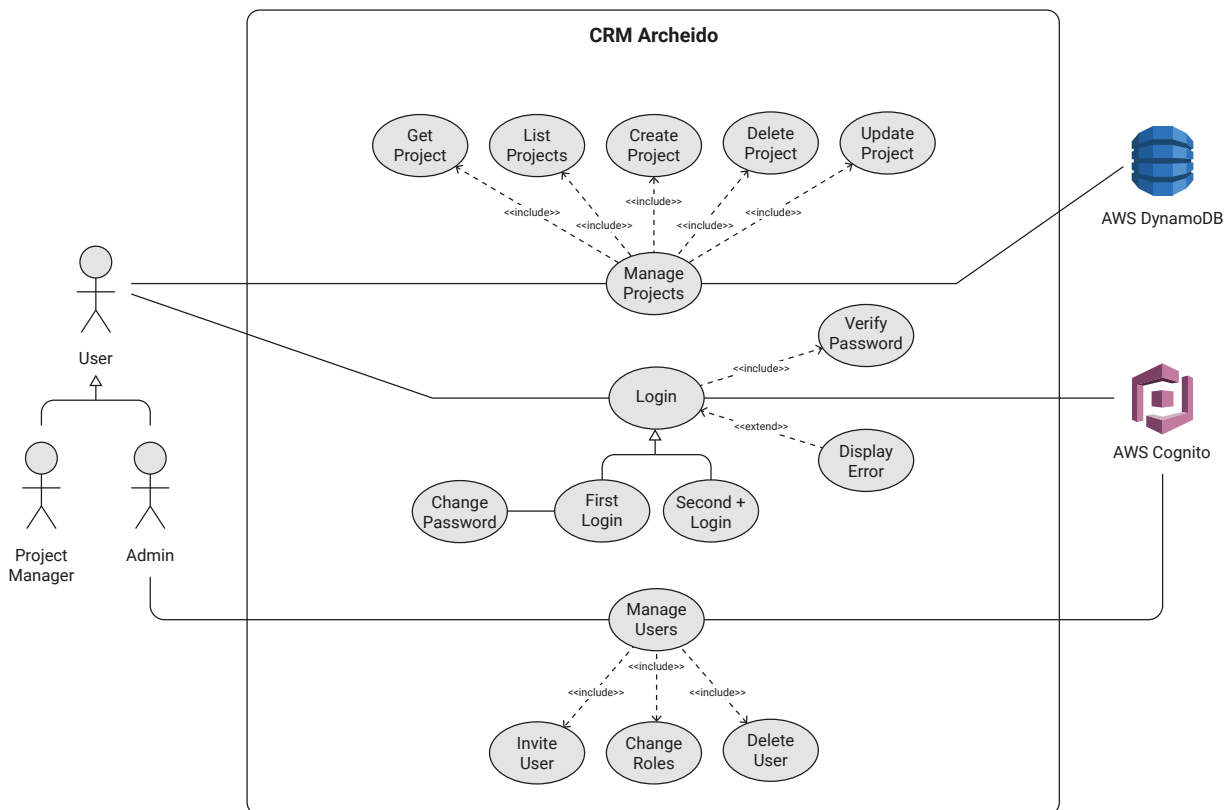 CRM Archeido
Get
Project
List
Projects
Create
Project
Delete
Project
Update
Project
<<include>>
<<include>>
<<include>>
<<include>>
<<include>>
AWS DynamoDB
Manage
Projects
User
Verify
Password
<<include>>
Login
<<extend>>
Display
Error
AWS Cognito
Change
Password
First
Login
Second +
Login
Project
Manager
Admin
Manage
Users
<<include>>
<<include>>
<<include>>
Invite
User
Change
Roles
Delete
User